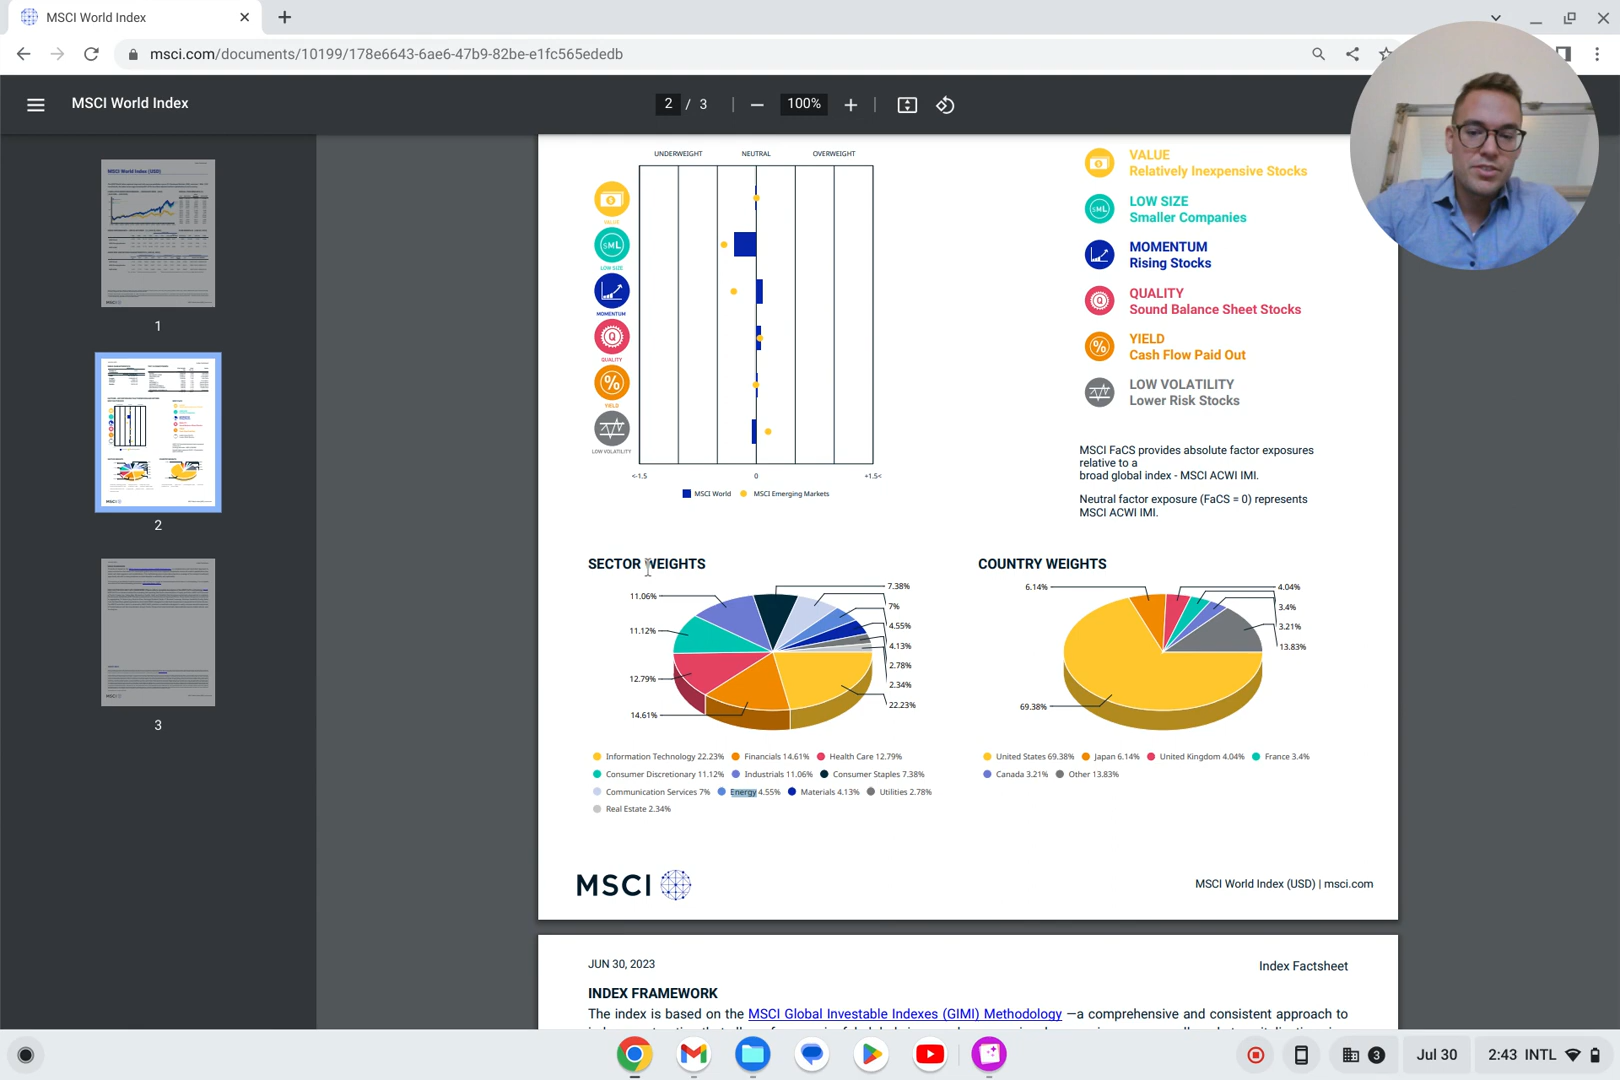 MSCI World Index
msci.com/documents/10199/178e6643-6ae6-47b9-82be-e1fc565ededb
MSCI World Index
2 / 3
100%
1
2
3
UNDERWEIGHT
NEUTRAL
OVERWEIGHT
VALUE
SML
LOW SIZE
MOMENTUM
Q
QUALITY
%
YIELD
LOW VOLATILITY
<-1.5
0
+1.5<
MSCI World
MSCI Emerging Markets
VALUE
Relatively Inexpensive Stocks
SML
LOW SIZE
Smaller Companies
MOMENTUM
Rising Stocks
Q
QUALITY
Sound Balance Sheet Stocks
%
YIELD
Cash Flow Paid Out
LOW VOLATILITY
Lower Risk Stocks
MSCI FaCS provides absolute factor exposures
relative to a
broad global index - MSCI ACWI IMI.
Neutral factor exposure (FaCS = 0) represents
MSCI ACWI IMI.
SECTOR WEIGHTS
7.38%
11.06%
7%
11.12%
4.55%
4.13%
2.78%
12.79%
2.34%
22.23%
14.61%
Information Technology 22.23% Financials 14.61% Health Care 12.79%
Consumer Discretionary 11.12% Industrials 11.06% Consumer Staples 7.38%
Communication Services 7% Energy 4.55% Materials 4.13% Utilities 2.78%
Real Estate 2.34%
COUNTRY WEIGHTS
6.14%
4.04%
3.4%
3.21%
13.83%
69.38%
United States 69.38% Japan 6.14% United Kingdom 4.04% France 3.4%
Canada 3.21% Other 13.83%
MSCI
MSCI World Index (USD) | msci.com
JUN 30, 2023
Index Factsheet
INDEX FRAMEWORK
The index is based on the MSCI Global Investable Indexes (GIMI) Methodology —a comprehensive and consistent approach to
3
Jul 30
2:43 INTL